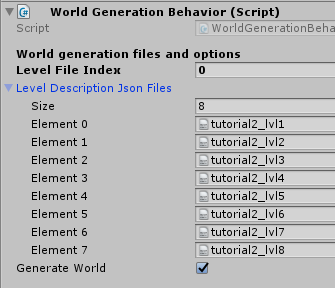 World Generation Behavior (Script)
Script WorldGenerationBehav
World generation files and options
Level File Index 0
Level Description Json Files
Size 8
Element 0 tutorial2_lvl1
Element 1 tutorial2_lvl2
Element 2 tutorial2_lvl3
Element 3 tutorial2_lvl4
Element 4 tutorial2_lvl5
Element 5 tutorial2_lvl6
Element 6 tutorial2_lvl7
Element 7 tutorial2_lvl8
Generate World